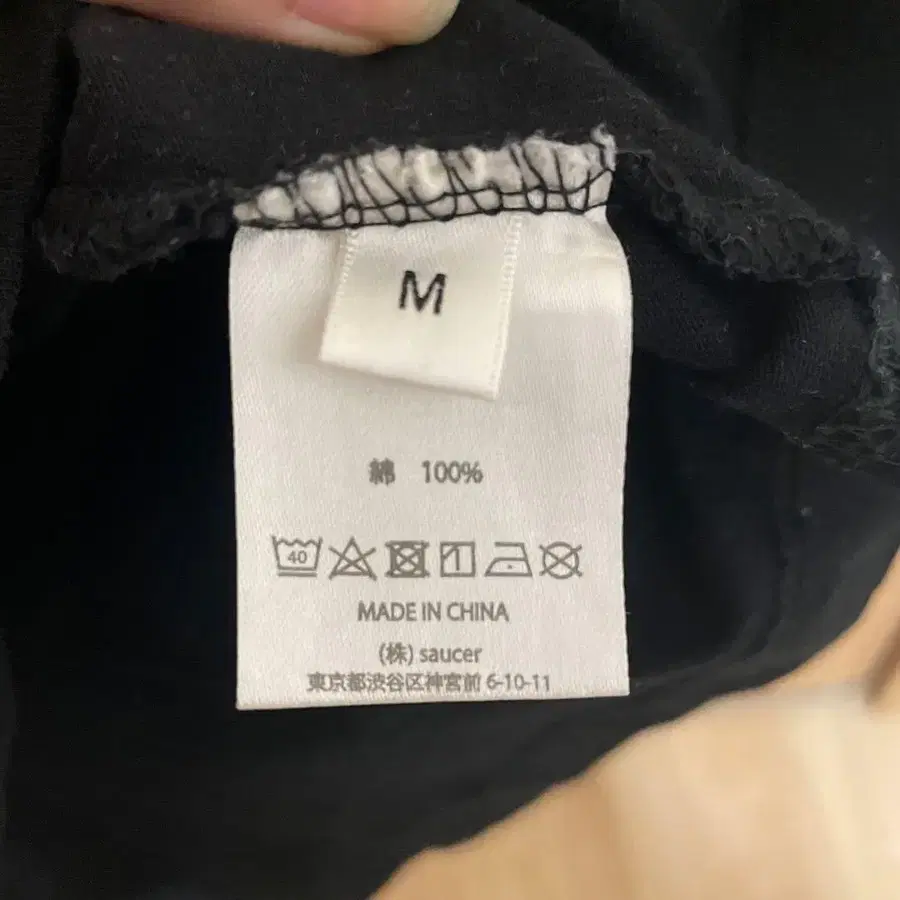 M
綿 100%
40
MADE IN CHINA
(株) saucer
東京都渋谷区神宮前 6-10-11